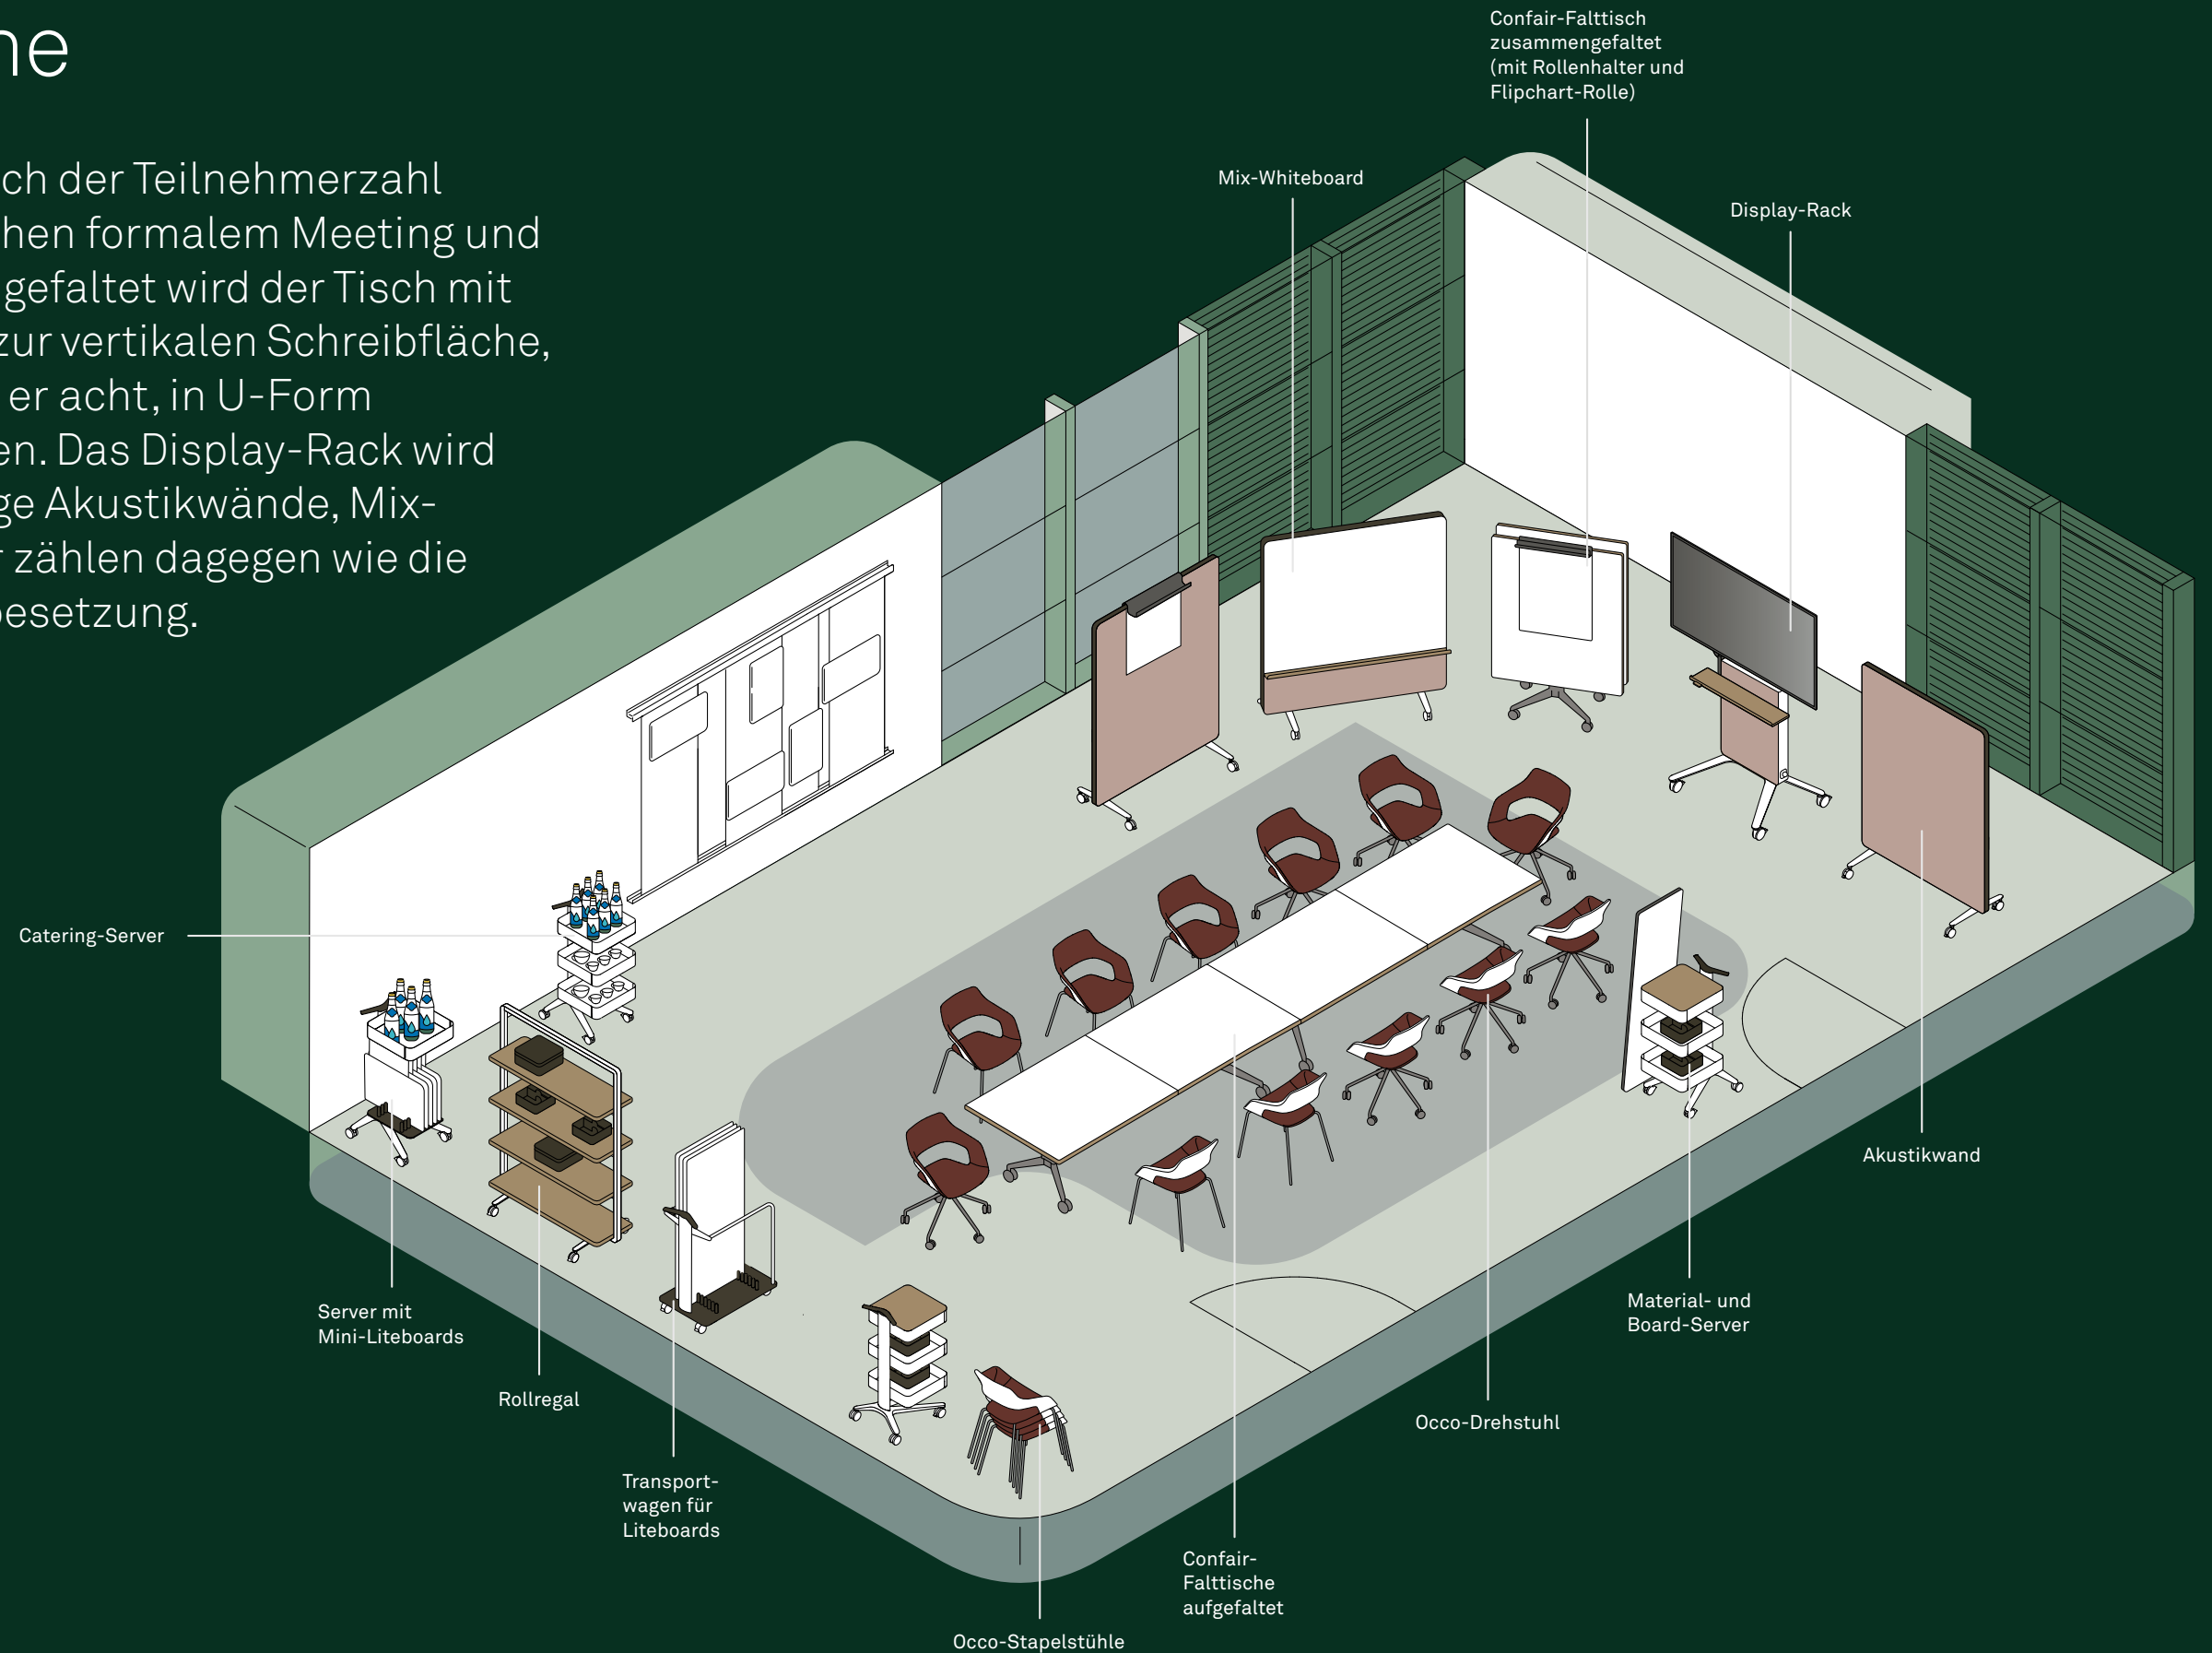 ne
ch der Teilnehmerzahl
hen formalem Meeting und
gefaltet wird der Tisch mit
zur vertikalen Schreibfläche,
er acht, in U-Form
en. Das Display-Rack wird
ge Akustikwände, Mix-
r zählen dagegen wie die
besetzung.
Confair-Falttisch
zusammengefaltet
(mit Rollenhalter und
Flipchart-Rolle)
Mix-Whiteboard
Display-Rack
Catering-Server
Akustikwand
Server mit
Mini-Liteboards
Material- und
Board-Server
Rollregal
Occo-Drehstuhl
Transport-
wagen für
Liteboards
Confair-
Falttische
aufgefaltet
Occo-Stapelstühle